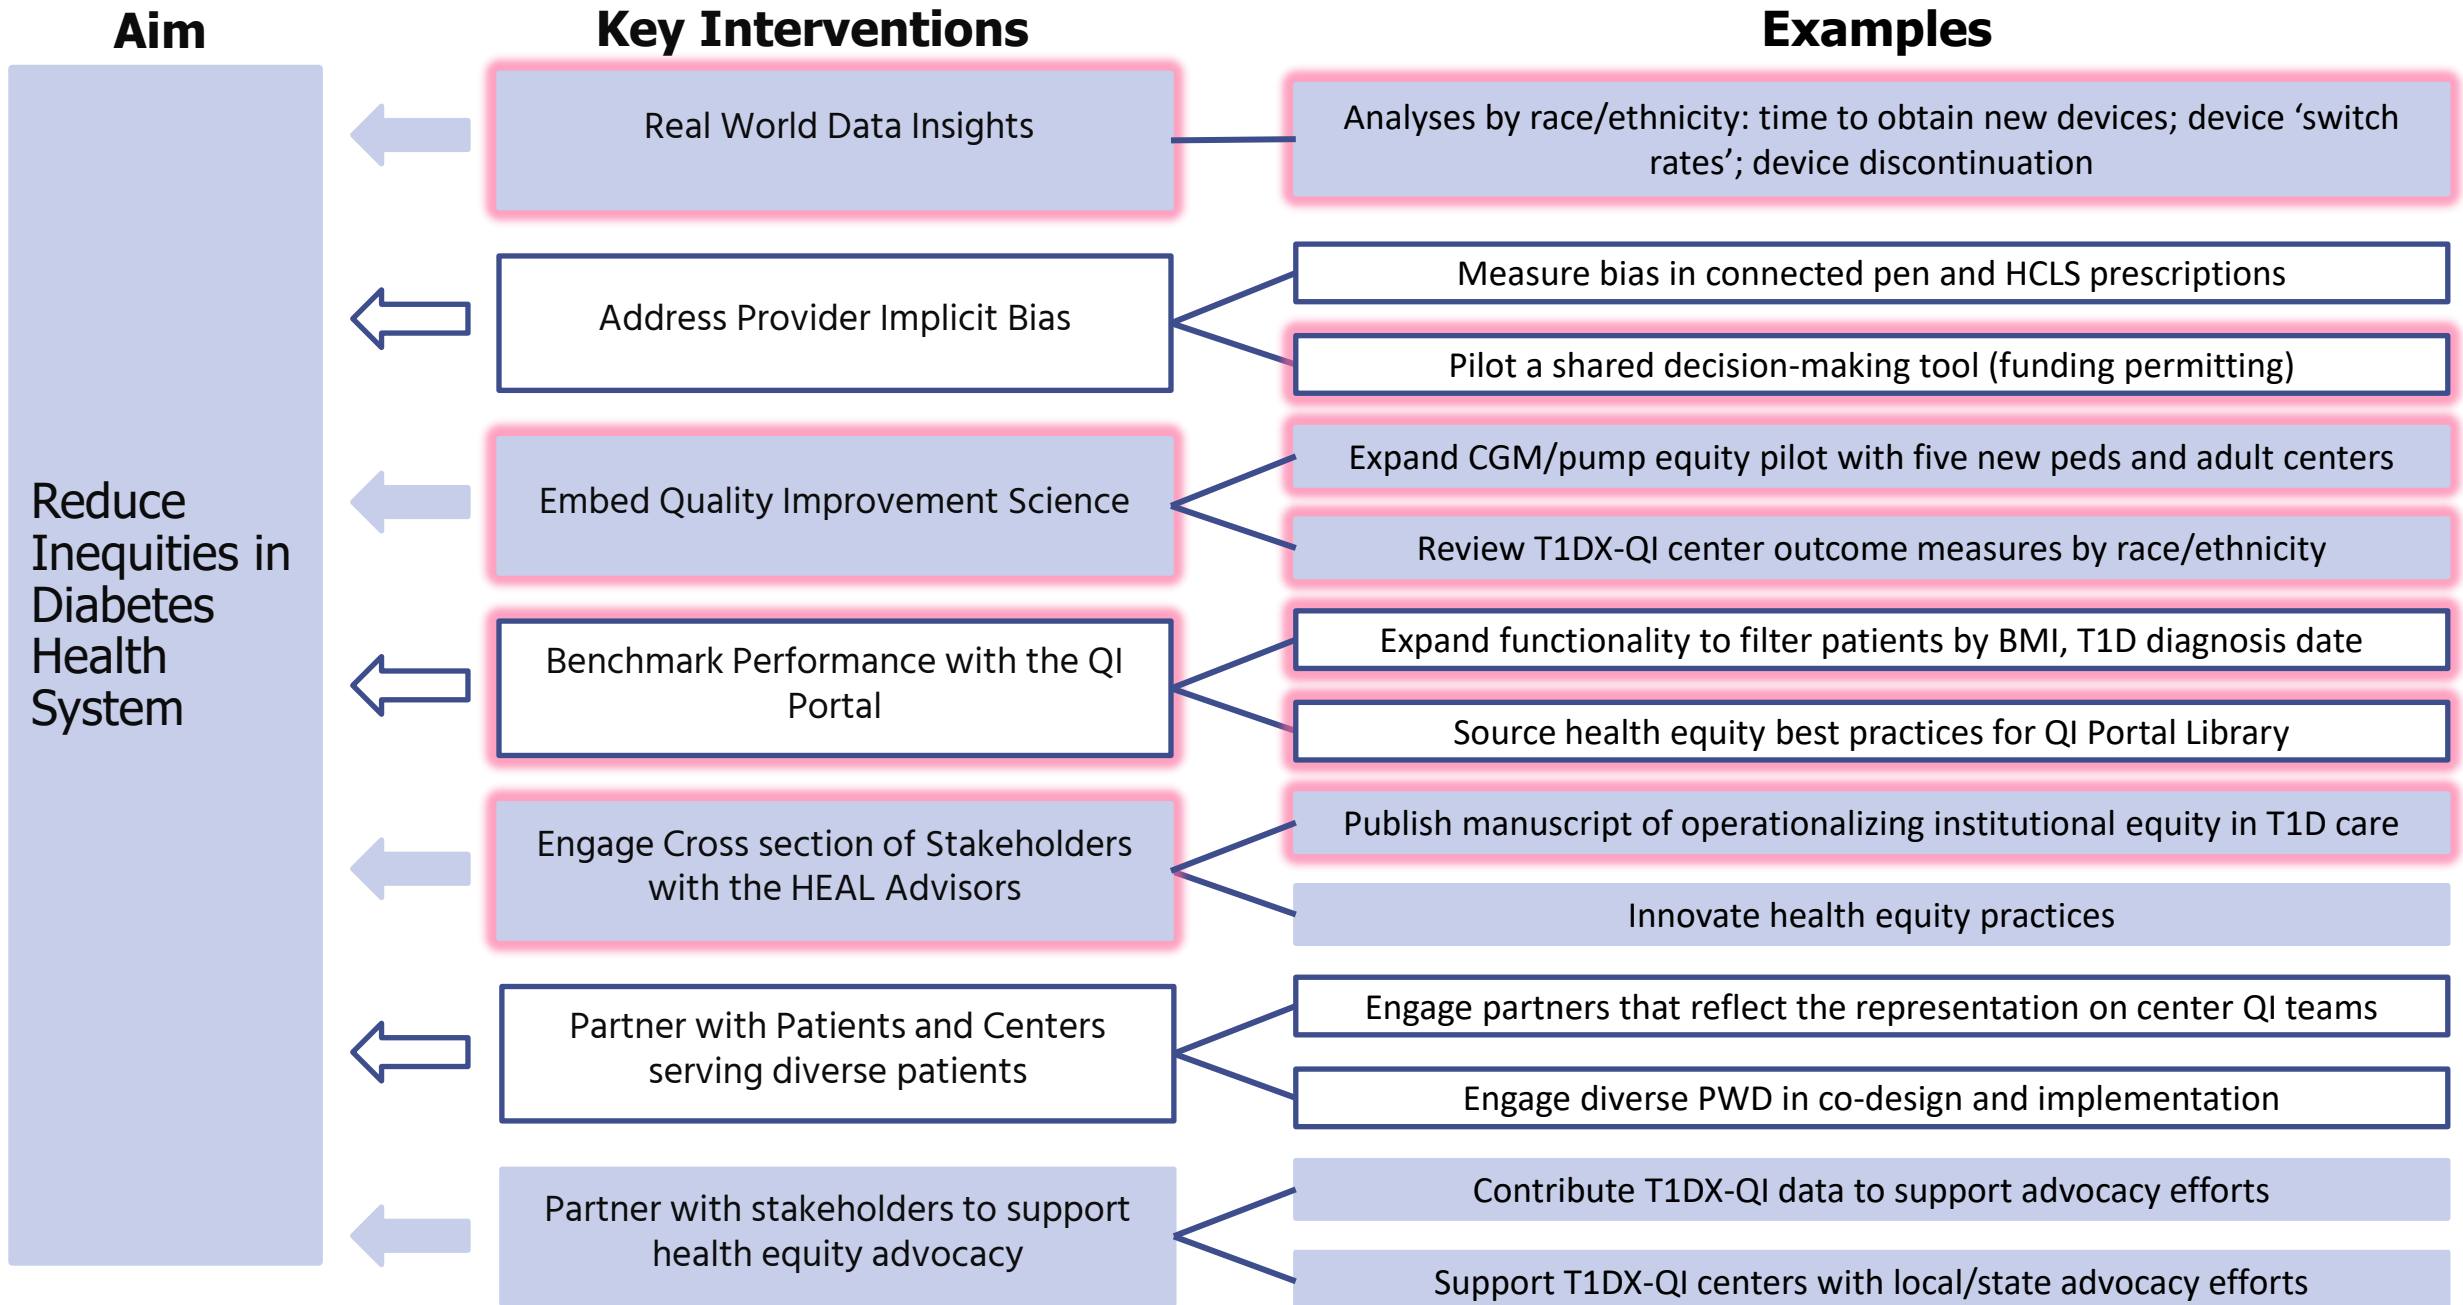 Aim
Key Interventions
Examples
Reduce
Inequities in
Diabetes
Health
System
Real World Data Insights
Analyses by race/ethnicity: time to obtain new devices; device ‘switch
rates’; device discontinuation
Address Provider Implicit Bias
Measure bias in connected pen and HCLS prescriptions
Pilot a shared decision-making tool (funding permitting)
Embed Quality Improvement Science
Expand CGM/pump equity pilot with five new peds and adult centers
Review T1DX-QI center outcome measures by race/ethnicity
Benchmark Performance with the QI
Portal
Expand functionality to filter patients by BMI, T1D diagnosis date
Source health equity best practices for QI Portal Library
Engage Cross section of Stakeholders
with the HEAL Advisors
Publish manuscript of operationalizing institutional equity in T1D care
Innovate health equity practices
Partner with Patients and Centers
serving diverse patients
Engage partners that reflect the representation on center QI teams
Engage diverse PWD in co-design and implementation
Partner with stakeholders to support
health equity advocacy
Contribute T1DX-QI data to support advocacy efforts
Support T1DX-QI centers with local/state advocacy efforts